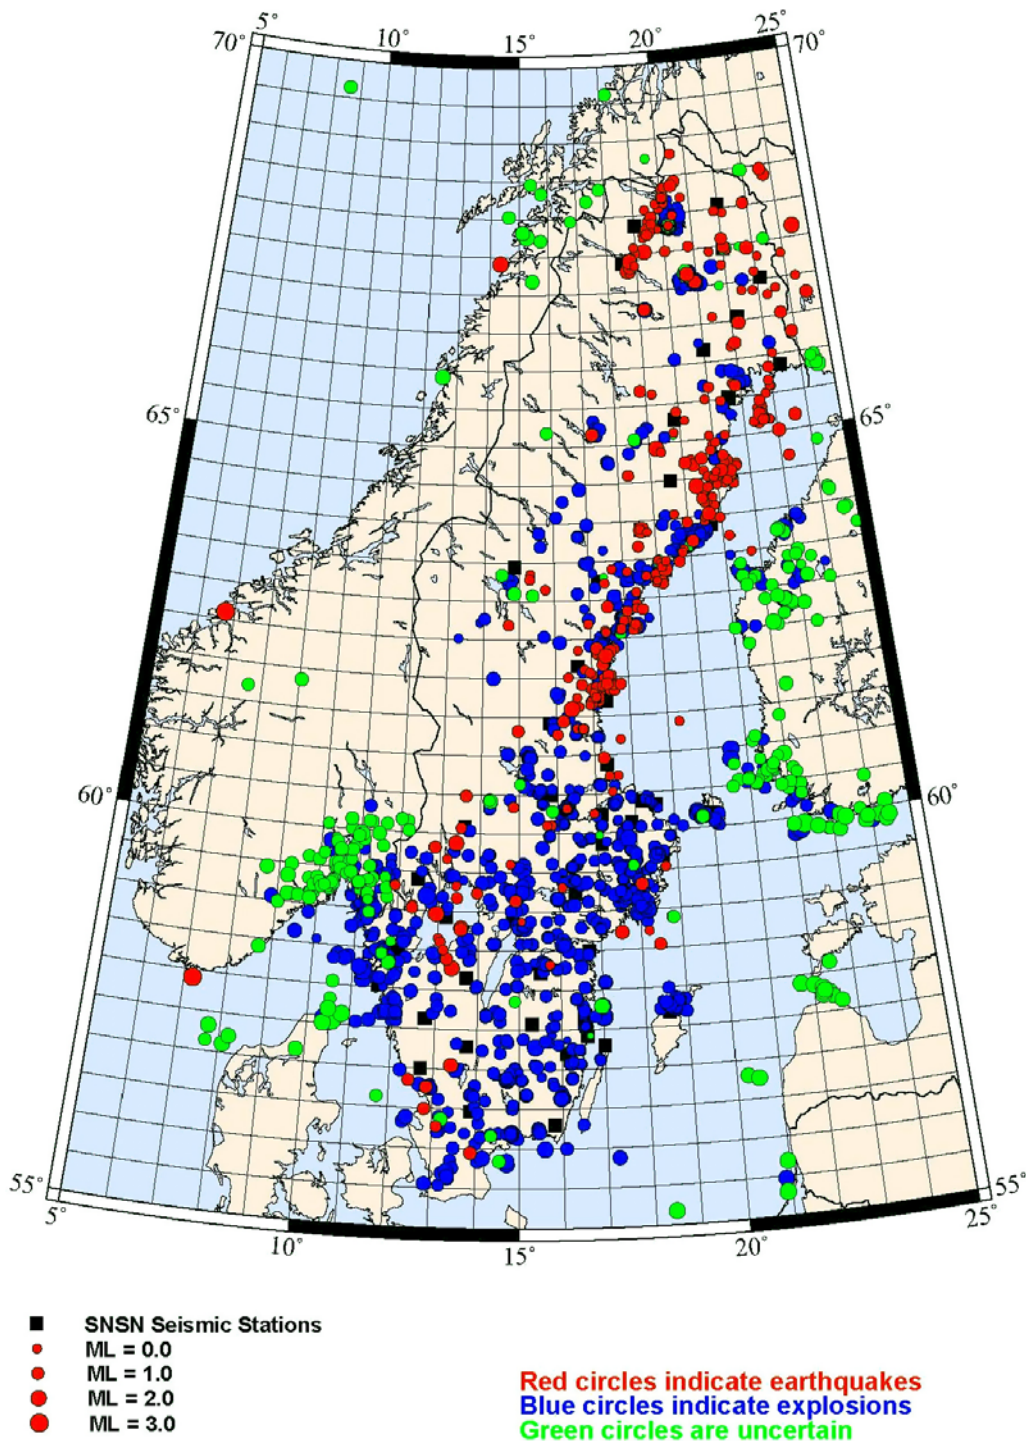 5° 10° 15° 20° 25°
70° 70°
65° 65°
60° 60°
55° 55°
5° 10° 15° 20° 25°
SNSN Seismic Stations
ML = 0.0
ML = 1.0
ML = 2.0
ML = 3.0
Red circles indicate earthquakes
Blue circles indicate explosions
Green circles are uncertain